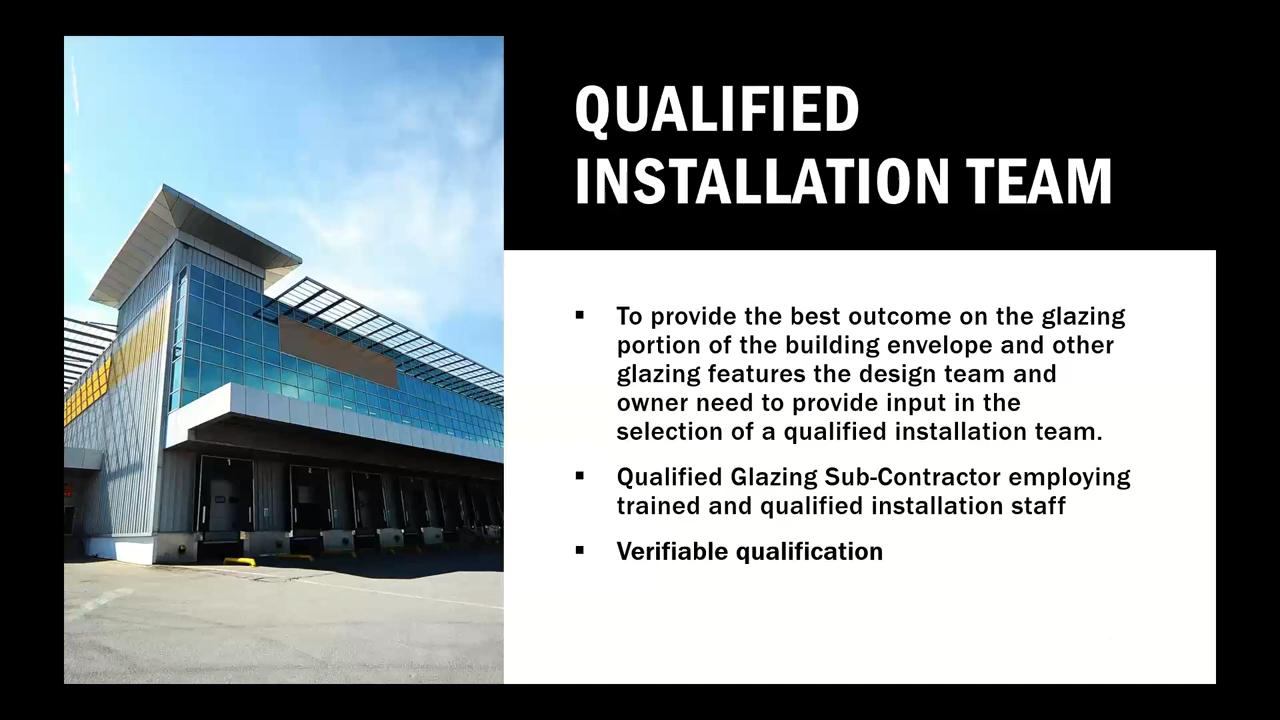 QUALIFIED
INSTALLATION TEAM
▪ To provide the best outcome on the glazing
portion of the building envelope and other
glazing features the design team and
owner need to provide input in the
selection of a qualified installation team.
▪ Qualified Glazing Sub-Contractor employing
trained and qualified installation staff
▪ Verifiable qualification